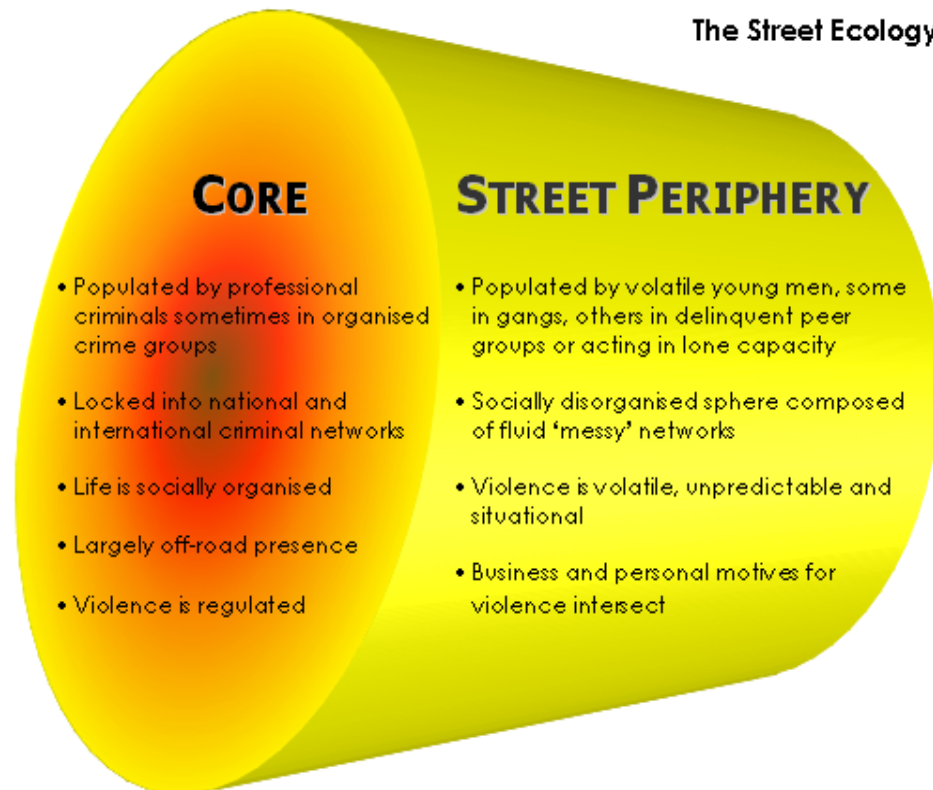 The Street Ecology
CORE
• Populated by professional
criminals sometimes in organised
crime groups
• Locked into national and
international criminal networks
• Life is socially organised
• Largely off-road presence
• Violence is regulated
STREET PERIPHERY
• Populated by volatile young men, some
in gangs, others in delinquent peer
groups or acting in lone capacity
• Socially disorganised sphere composed
of fluid ‘messy’ networks
• Violence is volatile, unpredictable and
situational
• Business and personal motives for
violence intersect